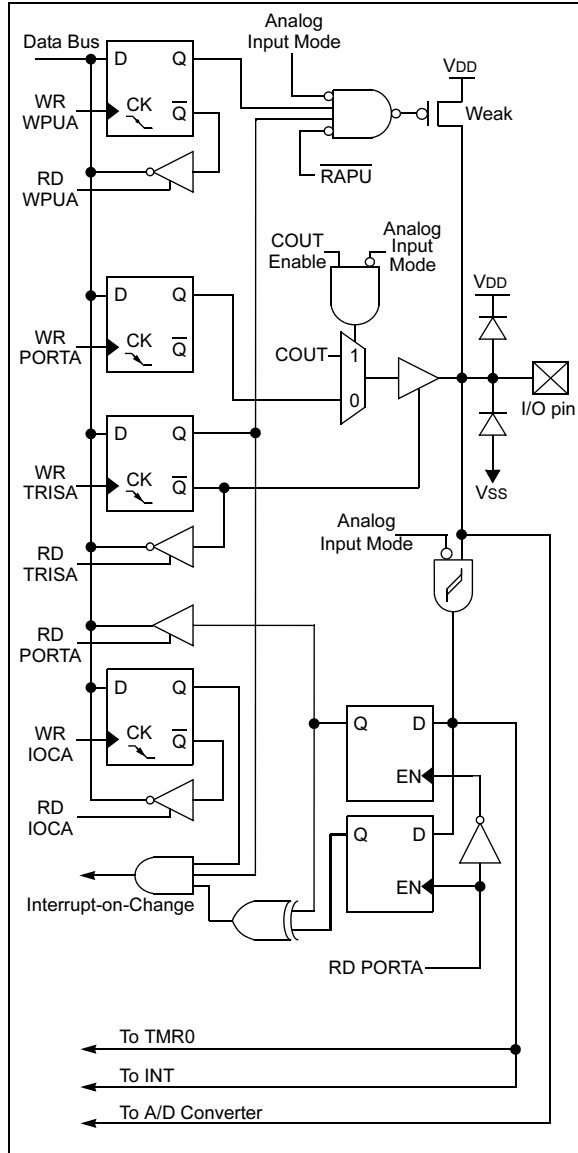 Analog
Input Mode
Data Bus
D Q
VDD
WR
WPUA
CK
Q
Weak
RD
WPUA
RAPU
COUT
Enable
Analog
Input
Mode
VDD
D Q
WR
PORTA
CK
Q
COUT
1
0
I/O pin
D Q
WR
TRISA
CK
Q
VSS
Analog
Input Mode
RD
TRISA
RD
PORTA
D Q
WR
IOCA
CK
Q
Q D
EN
RD
IOCA
Q D
EN
Interrupt-on-Change
RD PORTA
To TMR0
To INT
To A/D Converter